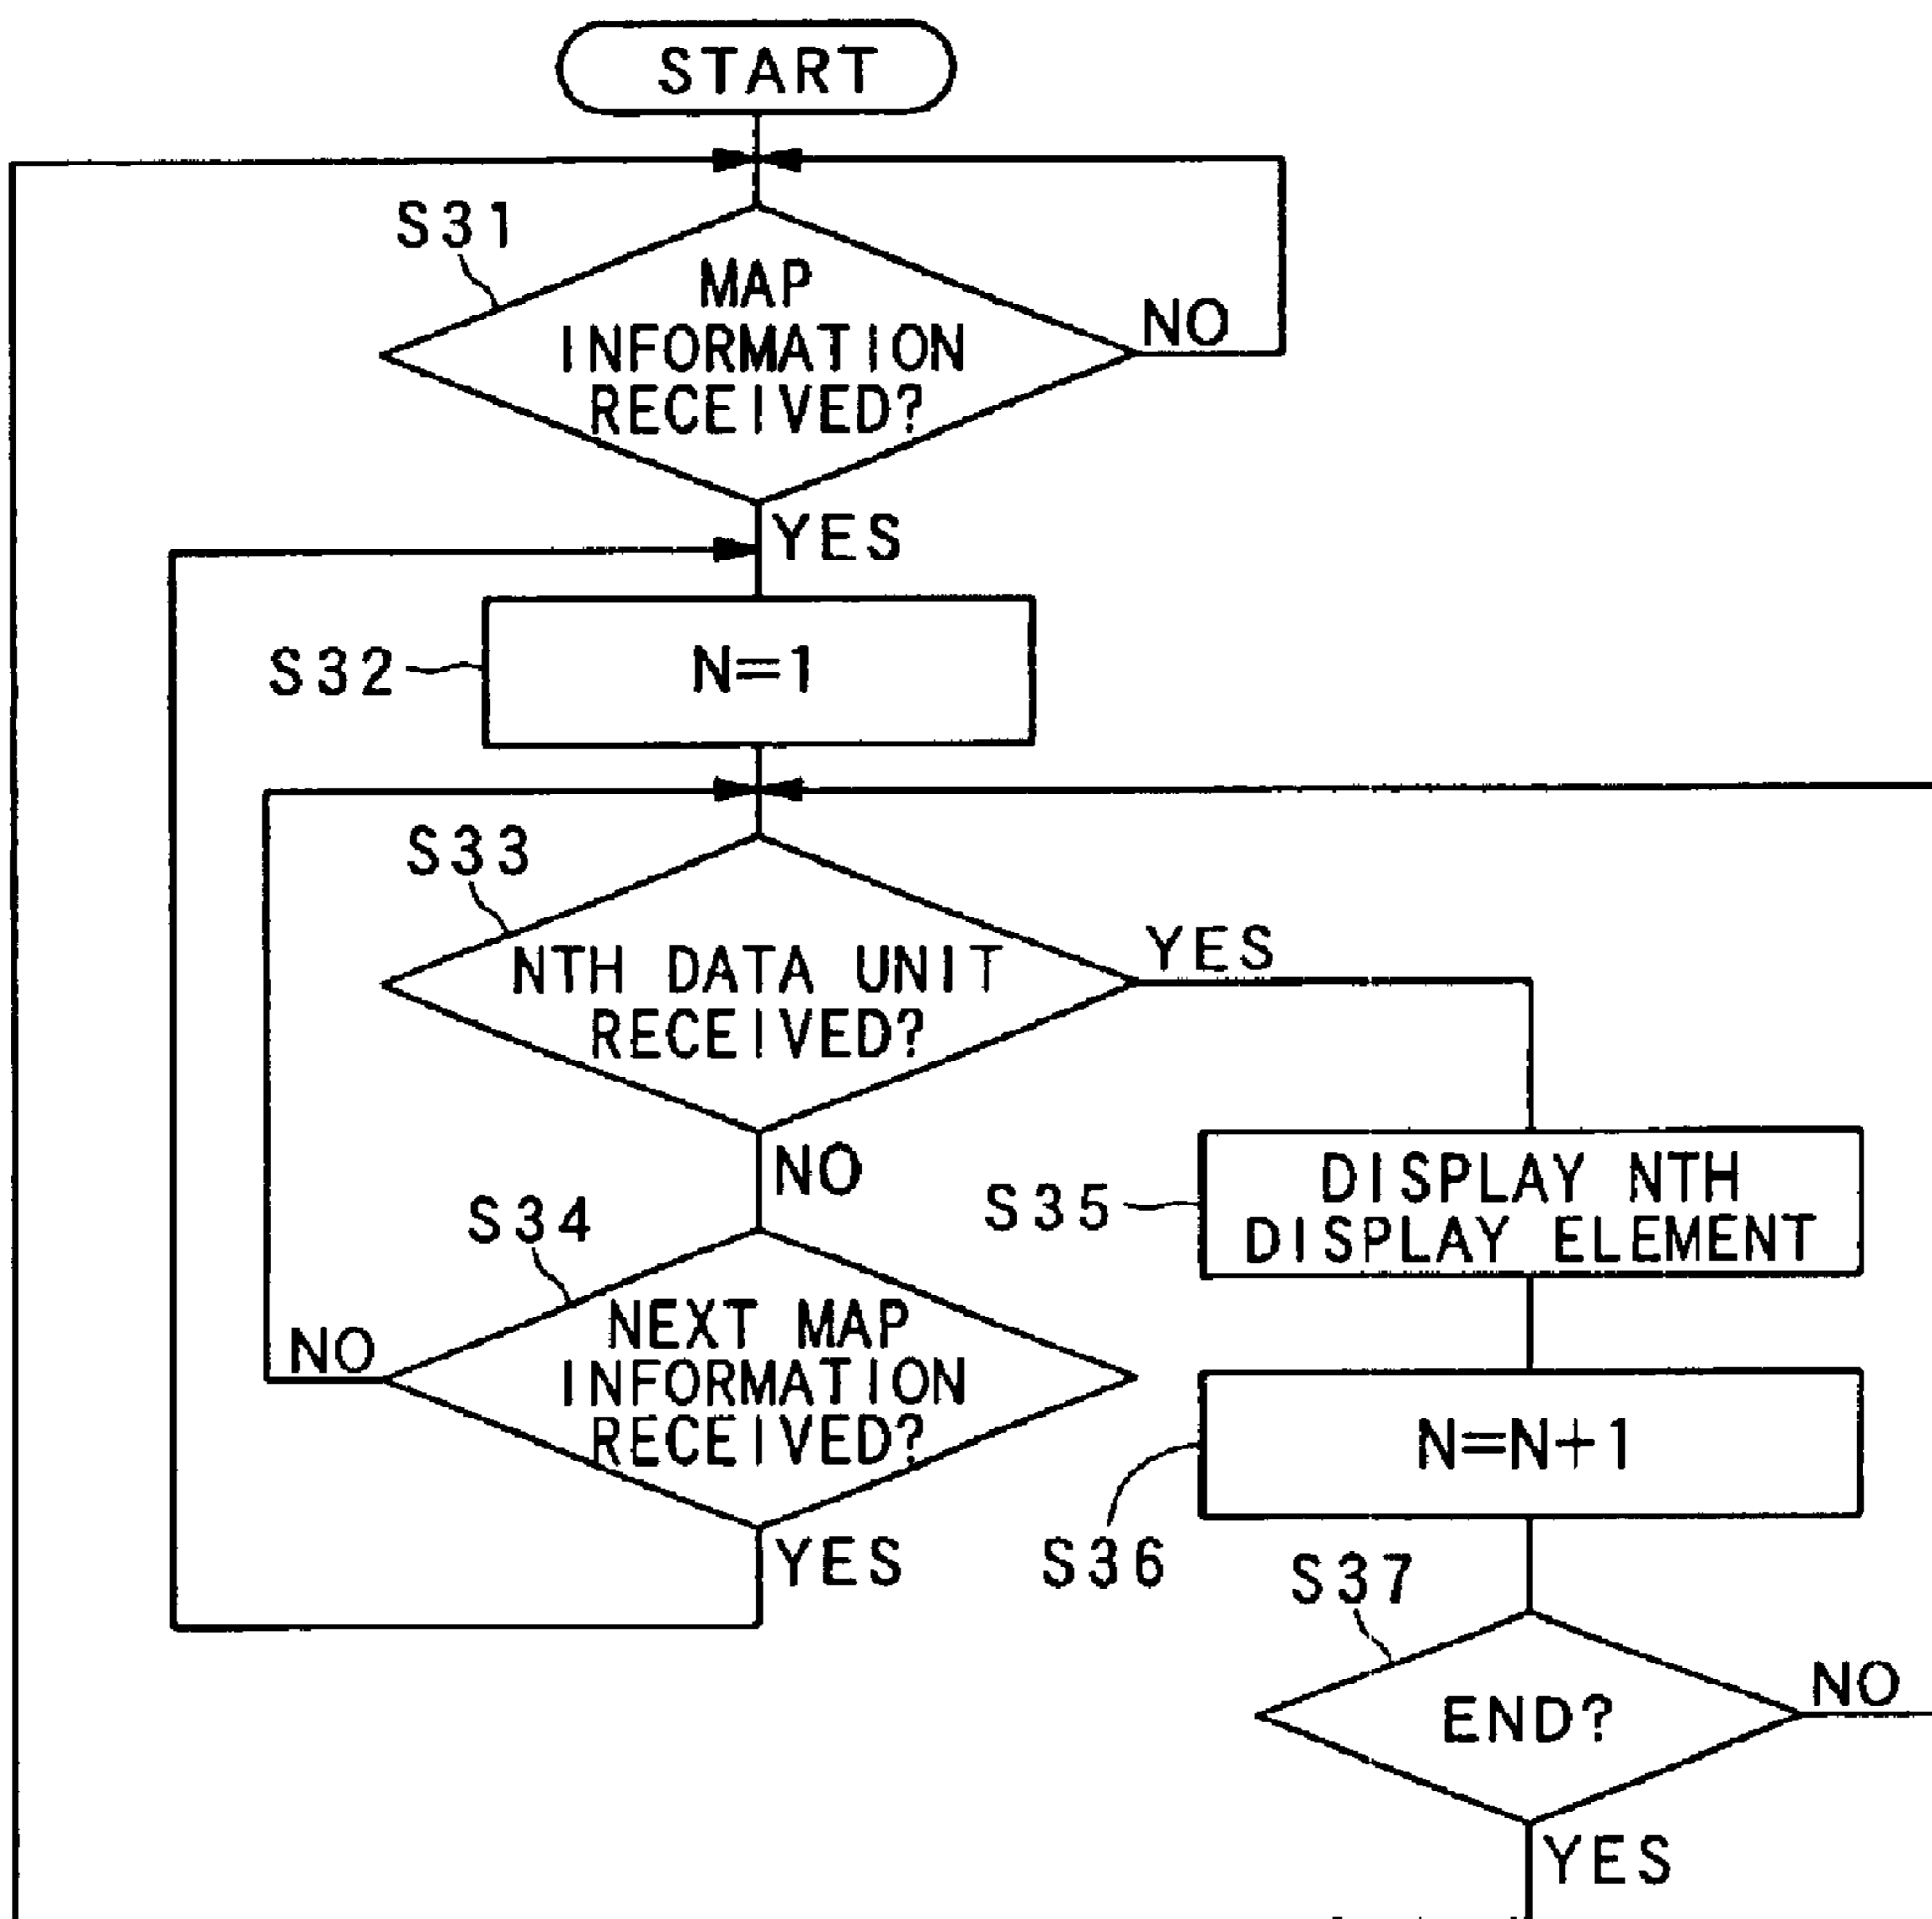 START
S31
MAP
INFORMATION
RECEIVED?
NO
YES
S32
N=1
S33
NTH DATA UNIT
RECEIVED?
YES
NO
S34
NEXT MAP
INFORMATION
RECEIVED?
NO
YES
S35
DISPLAY NTH
DISPLAY ELEMENT
S36
N=N+1
S37
END?
NO
YES